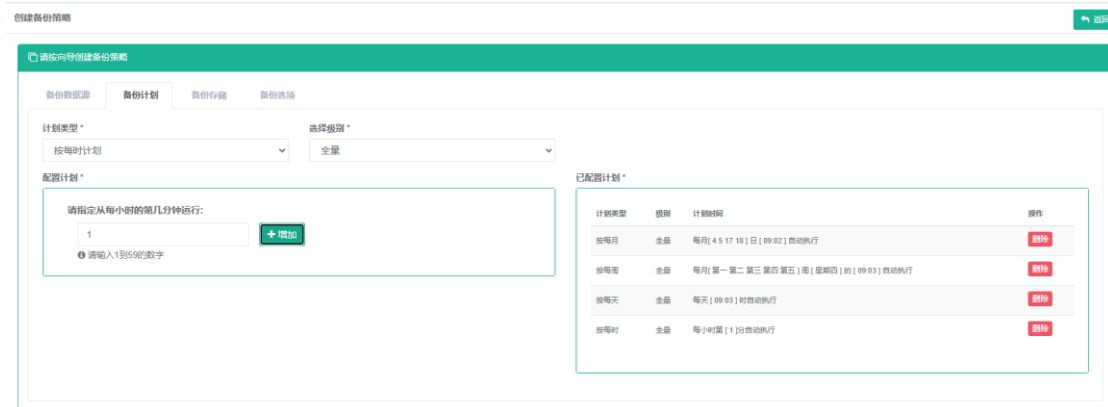 创建备份策略
返回
请按向导创建备份策略
备份数据源 备份计划 备份存储 备份选项
计划类型 * 选择级别 *
按每时计划 全量
配置计划 * 已配置计划 *
请指定从每小时的第几分钟运行:
1 增加
请输入1到59的数字
计划类型 级别 计划时间 操作
按每月 全量 每月[ 4 5 17 18 ] 日 [ 09:02 ] 自动执行 删除
按每周 全量 每月[ 第一 第二 第三 第四 第五 ] 周 [ 星期四 ] 的 [ 09:03 ] 自动执行 删除
按每天 全量 每天 [ 09:03 ] 时自动执行 删除
按每时 全量 每小时第 [ 1 ]分自动执行 删除